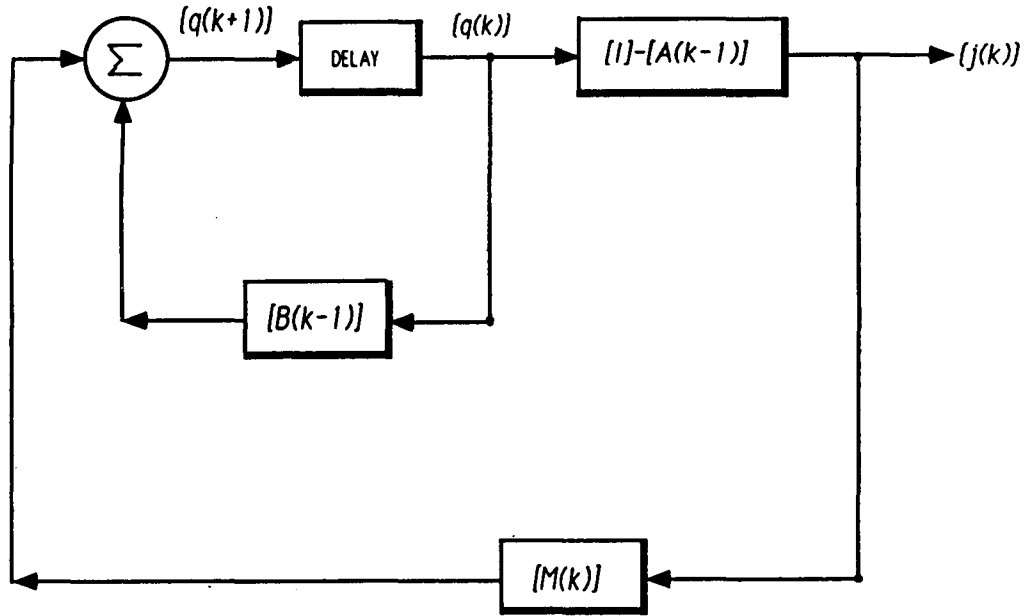 [q(k+1)]
[q(k)]
Σ
DELAY
[I]-[A(k-1)]
[j(k)]
[B(k-1)]
[M(k)]